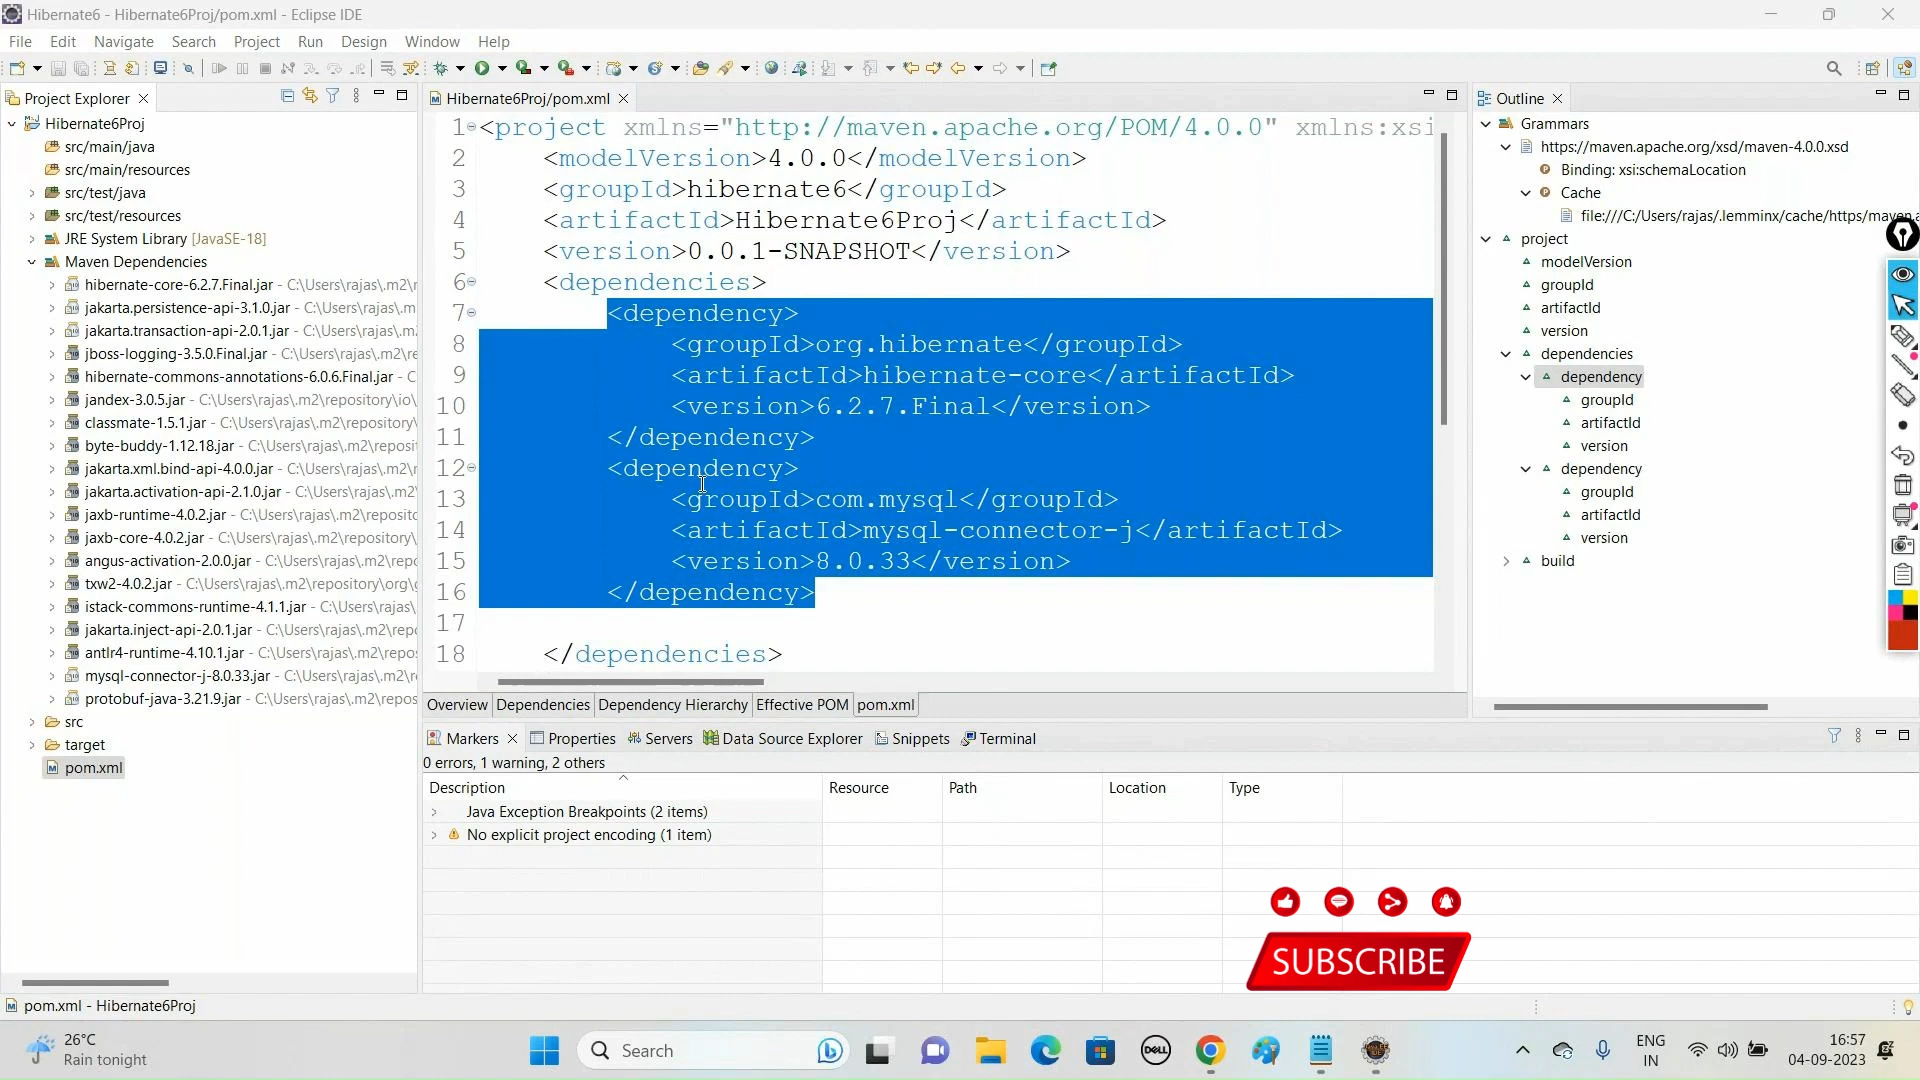 Hibernate6 - Hibernate6Proj/pom.xml - Eclipse IDE
File Edit Navigate Search Project Run Design Window Help
Project Explorer
Hibernate6Proj
src/main/java
src/main/resources
src/test/java
src/test/resources
JRE System Library [JavaSE-18]
Maven Dependencies
hibernate-core-6.2.7.Final.jar - C:\Users\rajas\.m2\r
jakarta.persistence-api-3.1.0.jar - C:\Users\rajas\.m
jakarta.transaction-api-2.0.1.jar - C:\Users\rajas\.m2
jboss-logging-3.5.0.Final.jar - C:\Users\rajas\.m2\re
hibernate-commons-annotations-6.0.6.Final.jar - C
jandex-3.0.5.jar - C:\Users\rajas\.m2\repository\io\
classmate-1.5.1.jar - C:\Users\rajas\.m2\repository\
byte-buddy-1.12.18.jar - C:\Users\rajas\.m2\reposit
jakarta.xml.bind-api-4.0.0.jar - C:\Users\rajas\.m2\r
jakarta.activation-api-2.1.0.jar - C:\Users\rajas\.m2\
jaxb-runtime-4.0.2.jar - C:\Users\rajas\.m2\reposito
jaxb-core-4.0.2.jar - C:\Users\rajas\.m2\repository\
angus-activation-2.0.0.jar - C:\Users\rajas\.m2\repo
txw2-4.0.2.jar - C:\Users\rajas\.m2\repository\org\g
istack-commons-runtime-4.1.1.jar - C:\Users\rajas\
jakarta.inject-api-2.0.1.jar - C:\Users\rajas\.m2\repo
antlr4-runtime-4.10.1.jar - C:\Users\rajas\.m2\repo
mysql-connector-j-8.0.33.jar - C:\Users\rajas\.m2\r
protobuf-java-3.21.9.jar - C:\Users\rajas\.m2\repos
src
target
pom.xml
Hibernate6Proj/pom.xml
1 <project xmlns="http://maven.apache.org/POM/4.0.0" xmlns:xsi
2 <modelVersion>4.0.0</modelVersion>
3 <groupId>hibernate6</groupId>
4 <artifactId>Hibernate6Proj</artifactId>
5 <version>0.0.1-SNAPSHOT</version>
6 <dependencies>
7 <dependency>
8 <groupId>org.hibernate</groupId>
9 <artifactId>hibernate-core</artifactId>
10 <version>6.2.7.Final</version>
11 </dependency>
12 <dependency>
13 <groupId>com.mysql</groupId>
14 <artifactId>mysql-connector-j</artifactId>
15 <version>8.0.33</version>
16 </dependency>
17
18 </dependencies>
Overview Dependencies Dependency Hierarchy Effective POM pom.xml
Outline
Grammars
https://maven.apache.org/xsd/maven-4.0.0.xsd
Binding: xsi:schemaLocation
Cache
file:///C:/Users/rajas/.lemminx/cache/https/maven.a
project
modelVersion
groupId
artifactId
version
dependencies
dependency
groupId
artifactId
version
dependency
groupId
artifactId
version
build
Markers Properties Servers Data Source Explorer Snippets Terminal
0 errors, 1 warning, 2 others
Description Resource Path Location Type
Java Exception Breakpoints (2 items)
No explicit project encoding (1 item)
SUBSCRIBE
pom.xml - Hibernate6Proj
26°C
Rain tonight
Search
DELL
ENG
IN
16:57
04-09-2023